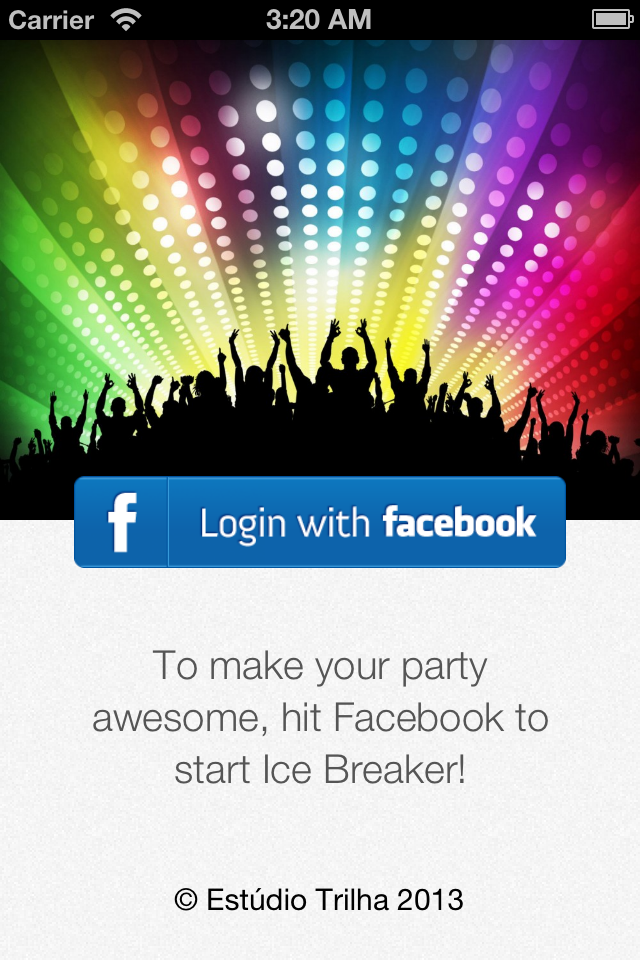 Carrier 3:20 AM
f Login with facebook
To make your party
awesome, hit Facebook to
start Ice Breaker!
© Estúdio Trilha 2013